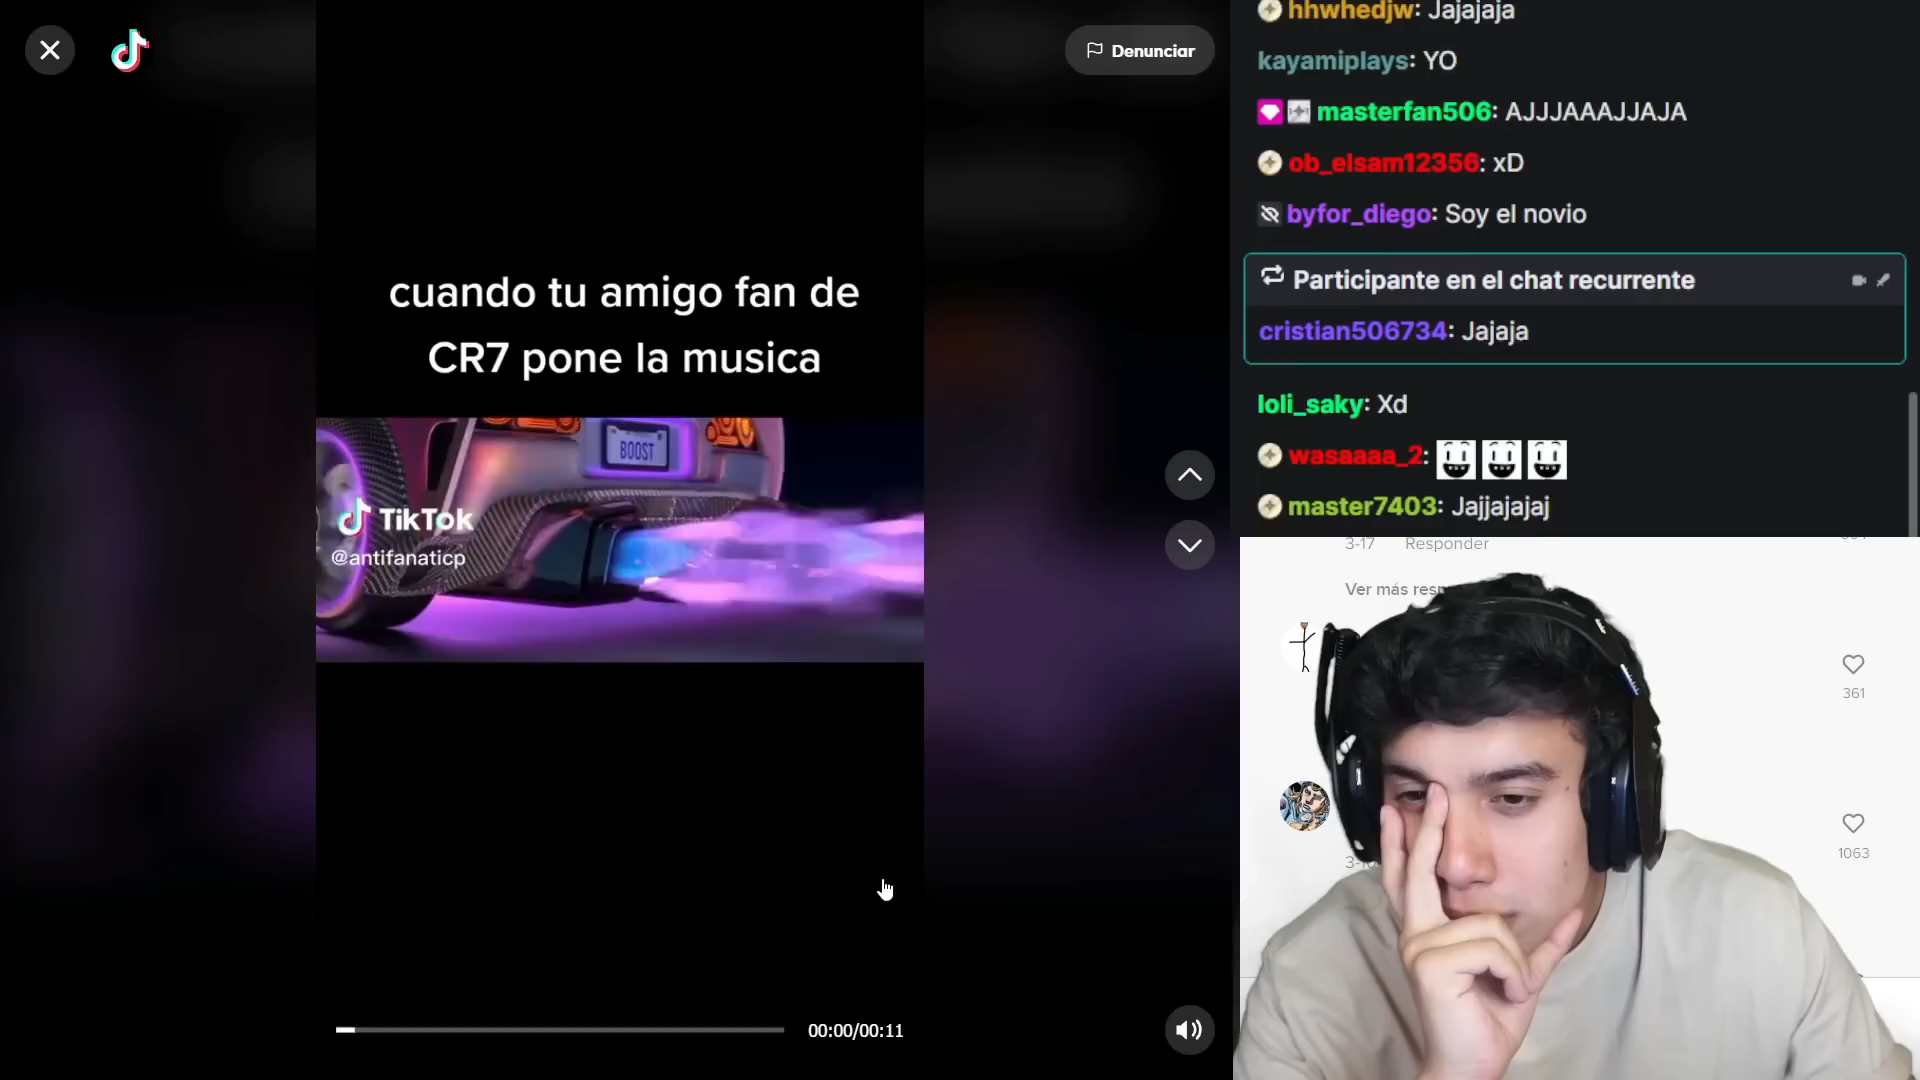 Denunciar
cuando tu amigo fan de
CR7 pone la musica
BOOST
TikTok
@antifanaticp
00:00/00:11
hhwhedjw: Jajajaja
kayamiplays: YO
masterfan506: AJJJAAAJJAJA
ob_elsam12356: xD
byfor_diego: Soy el novio
Participante en el chat recurrente
cristian506734: Jajaja
loli_saky: Xd
wasaaaa_2:
master7403: Jajjajajaj
3-17 Responder
Ver más
361
1063